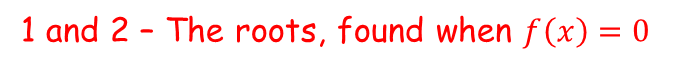 1 and 2 – The roots, found when 𝑓(𝑥) = 0